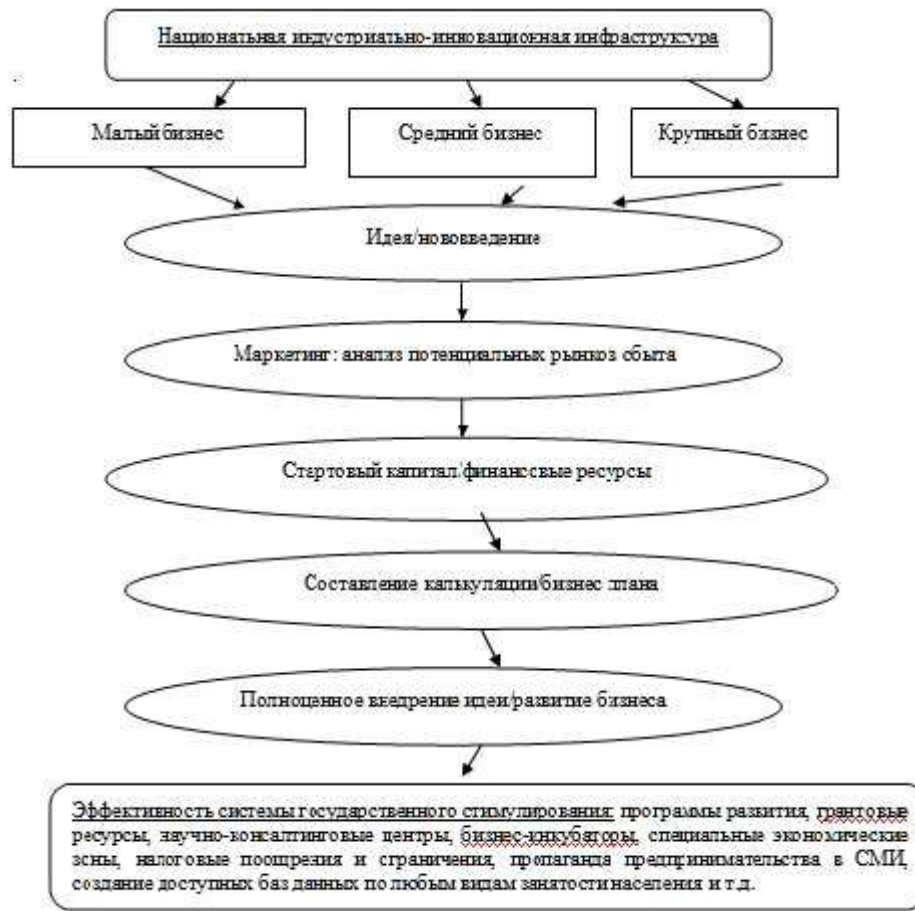 Национальная индустриально-инновационная инфраструктура
Малый бизнес
Средний бизнес
Крупный бизнес
Идея/нововведение
Маркетинг: анализ потенциальных рынков сбыта
Стартовый капитал/финансовые ресурсы
Составление калькуляции/бизнес плана
Полноценное внедрение идеи/развитие бизнеса
Эффективность системы государственного стимулирования: программы развития, грантовые
ресурсы, научно-консалтинговые центры, бизнес-инкубаторы, специальные экономические
зоны, налоговые поощрения и ограничения, пропаганда предпринимательства в СМИ,
создание доступных баз данных по любым видам занятости населения и т.д.